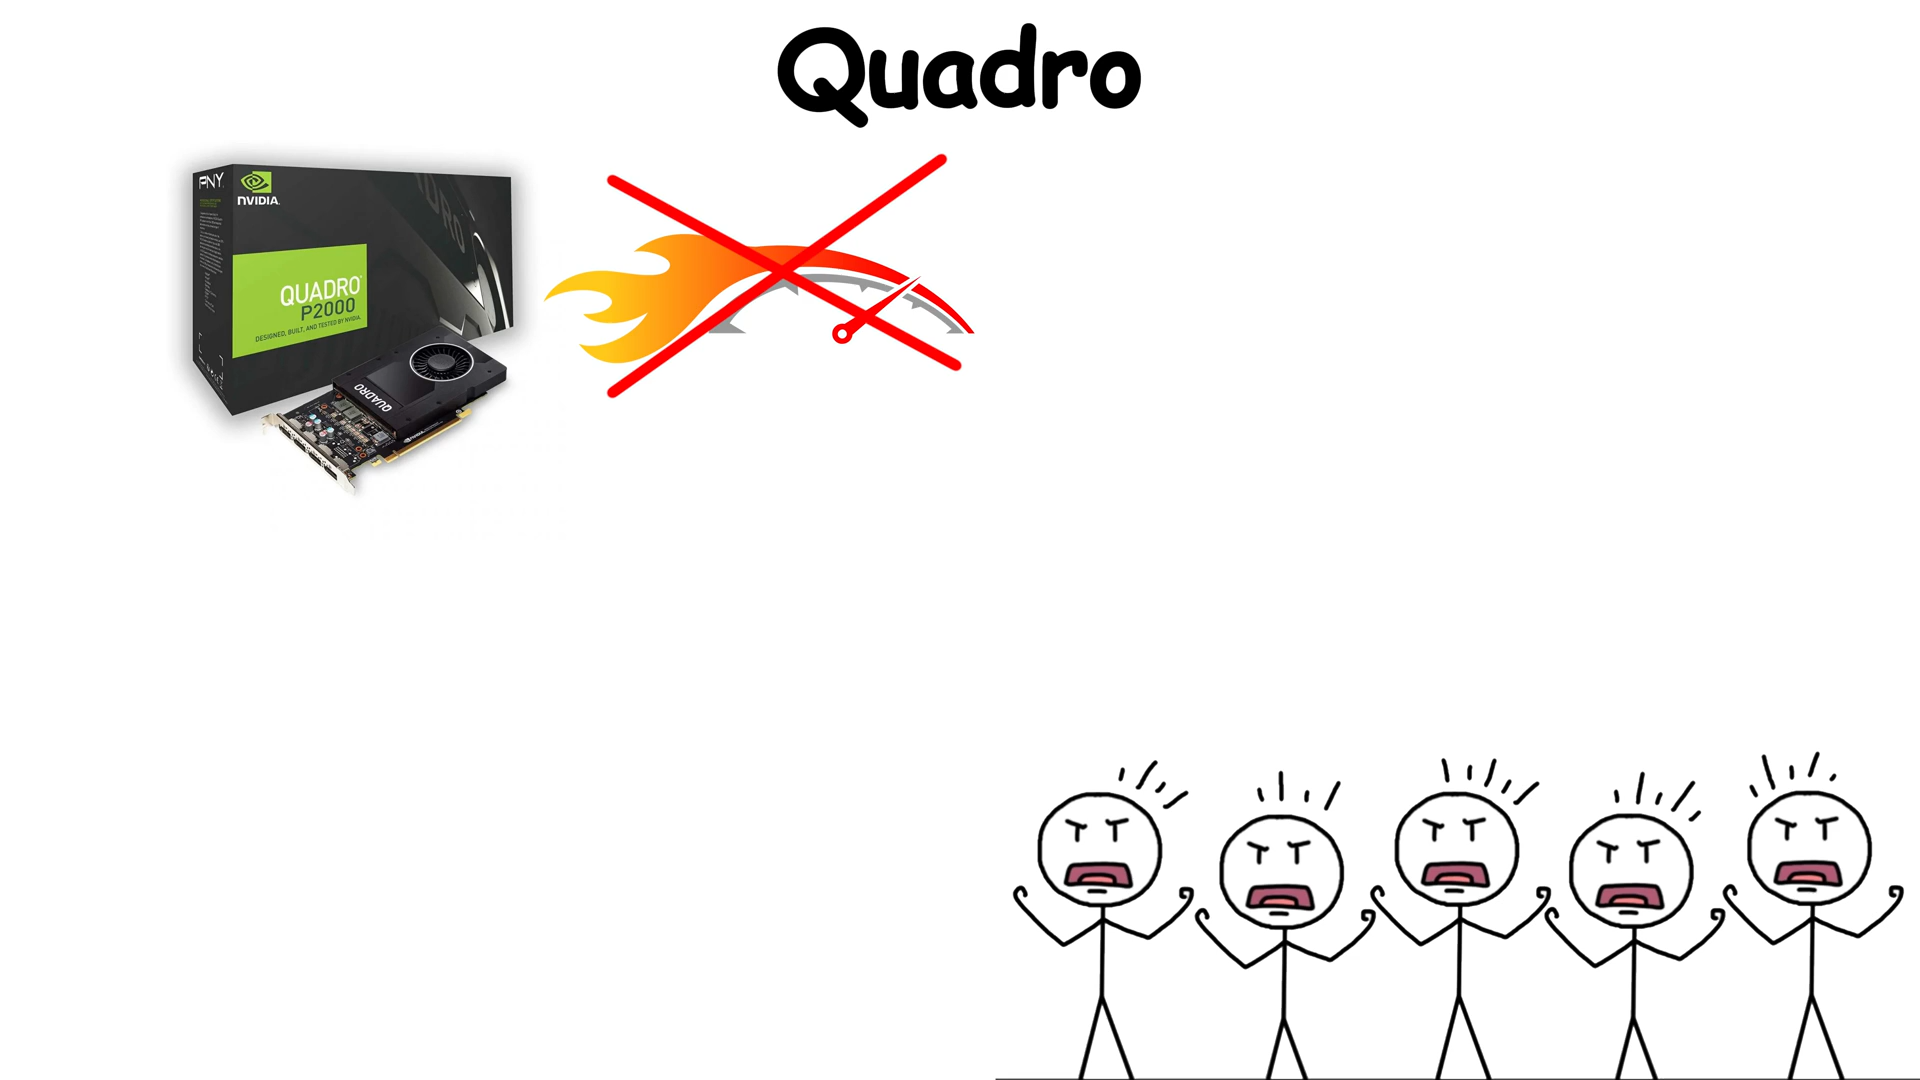 Quadro
PNY
NVIDIA.
QUADRO
P2000
DESIGNED, BUILT, AND TESTED BY NVIDIA.
QUADRO